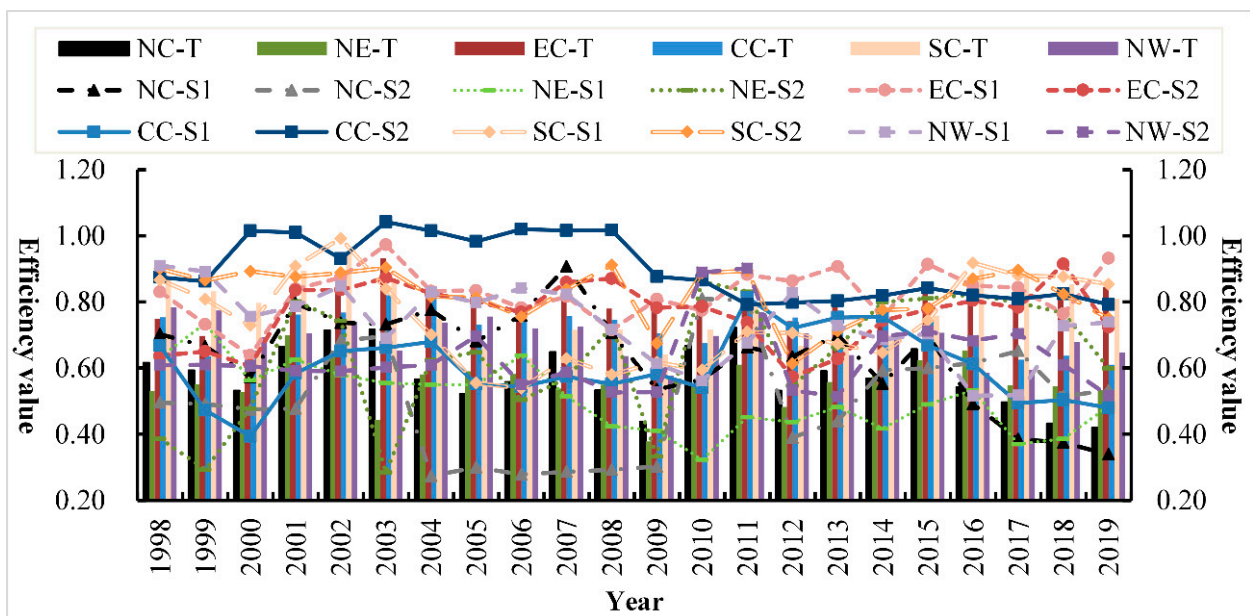 NC-T NE-T EC-T CC-T SC-T NW-T
NC-S1 NC-S2 NE-S1 NE-S2 EC-S1 EC-S2
CC-S1 CC-S2 SC-S1 SC-S2 NW-S1 NW-S2
1.20 1.20
1.00 1.00
0.80 0.80
0.60 0.60
0.40 0.40
0.20 0.20
Efficiency value
Efficiency value
1998 1999 2000 2001 2002 2003 2004 2005 2006 2007 2008 2009 2010 2011 2012 2013 2014 2015 2016 2017 2018 2019
Year